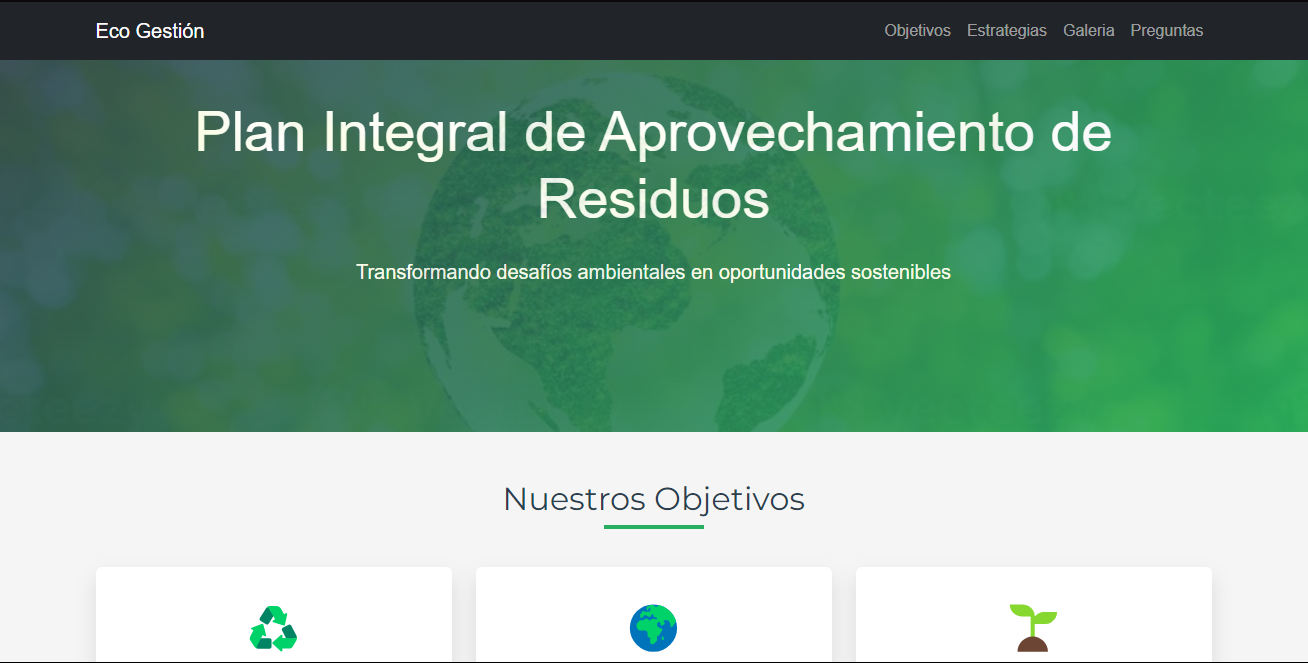 Eco Gestión
Objetivos Estrategias Galeria Preguntas
Plan Integral de Aprovechamiento de
Residuos
Transformando desafíos ambientales en oportunidades sostenibles
Nuestros Objetivos